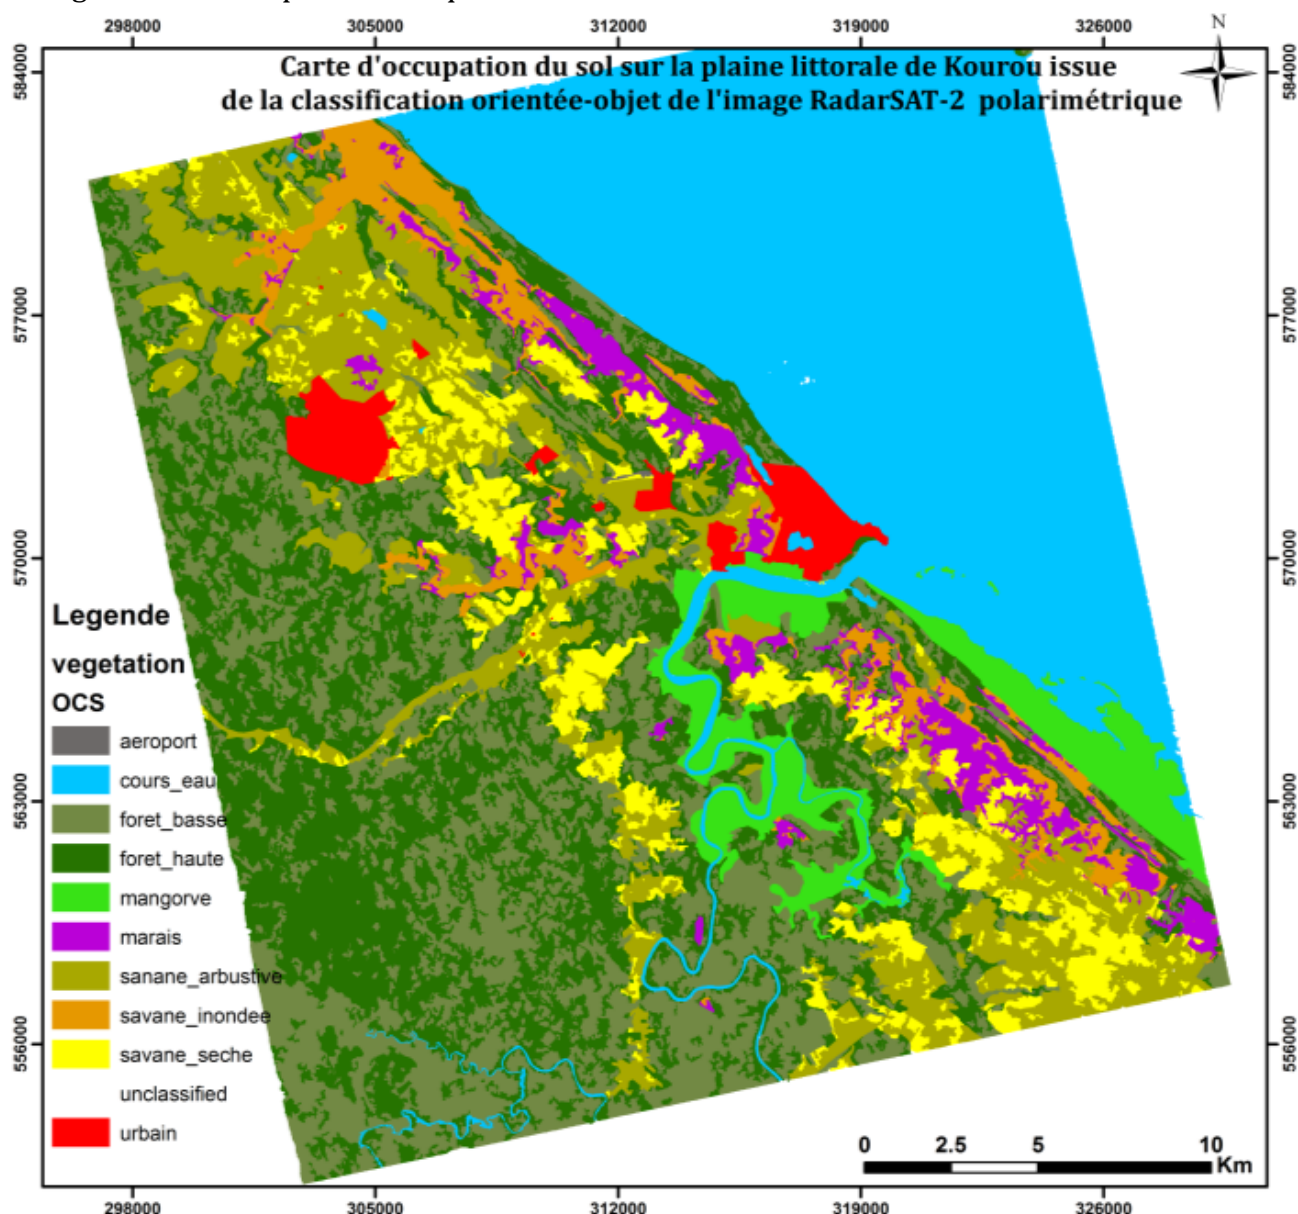 298000 305000 312000 319000 326000
N
Carte d'occupation du sol sur la plaine littorale de Kourou issue
de la classification orientée-objet de l'image RadarSAT-2 polarimétrique
584000 584000
577000 577000
570000 570000
563000 563000
556000 556000
Legende
vegetation
OCS
aeroport
cours_eau
foret_basse
foret_haute
mangorve
marais
sanane_arbustive
savane_inondee
savane_seche
unclassified
urbain
0 2.5 5 10
Km
298000 305000 312000 319000 326000